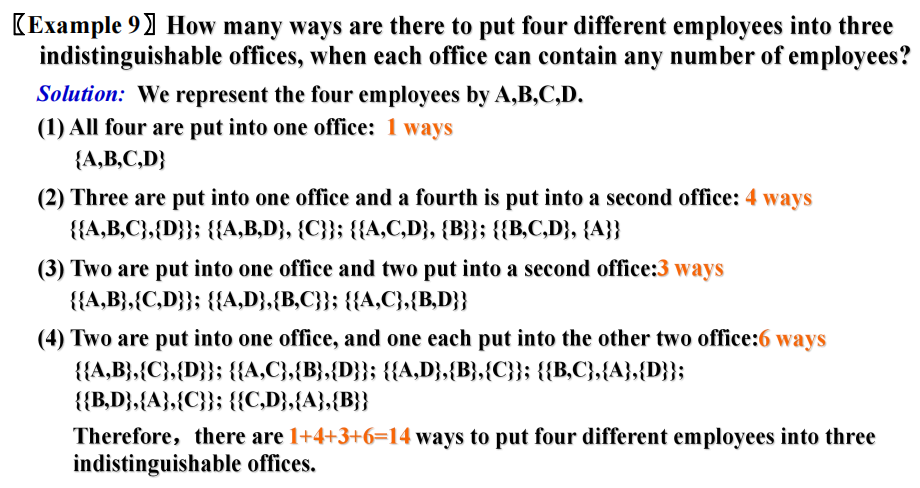 〖Example 9〗 How many ways are there to put four different employees into three
indistinguishable offices, when each office can contain any number of employees?
Solution: We represent the four employees by A,B,C,D.
(1) All four are put into one office: 1 ways
{A,B,C,D}
(2) Three are put into one office and a fourth is put into a second office: 4 ways
{{A,B,C},{D}}; {{A,B,D}, {C}}; {{A,C,D}, {B}}; {{B,C,D}, {A}}
(3) Two are put into one office and two put into a second office:3 ways
{{A,B},{C,D}}; {{A,D},{B,C}}; {{A,C},{B,D}}
(4) Two are put into one office, and one each put into the other two office:6 ways
{{A,B},{C},{D}}; {{A,C},{B},{D}}; {{A,D},{B},{C}}; {{B,C},{A},{D}};
{{B,D},{A},{C}}; {{C,D},{A},{B}}
Therefore，there are 1+4+3+6=14 ways to put four different employees into three
indistinguishable offices.